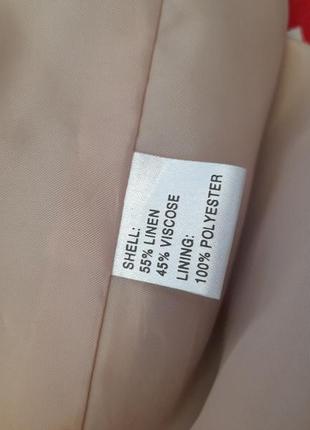 SHELL:
55% LINEN
45% VISCOSE
LINING:
100% POLYESTER